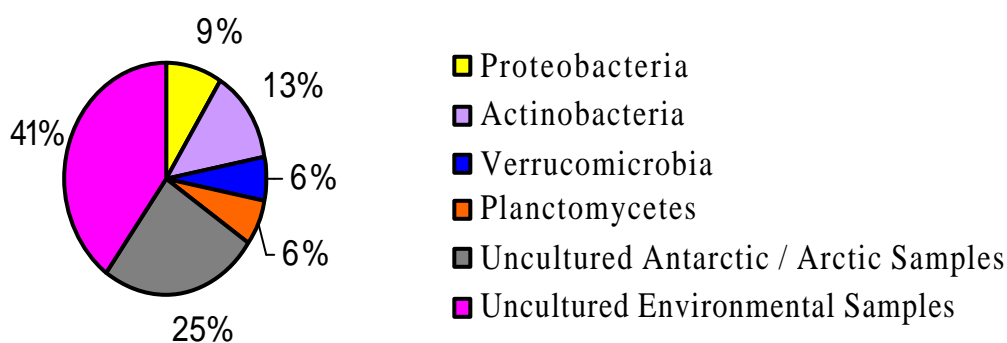 9%
13%
41%
6%
6%
25%
Proteobacteria
Actinobacteria
Verrucomicrobia
Planctomycetes
Uncultured Antarctic / Arctic Samples
Uncultured Environmental Samples